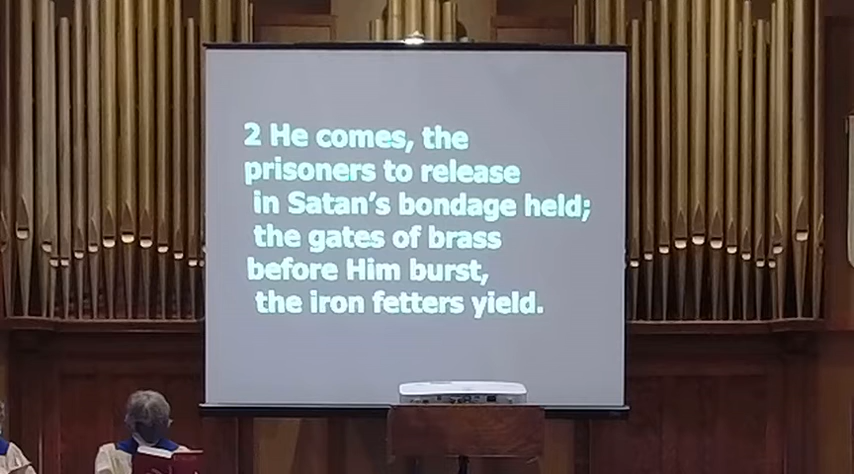 2 He comes, the
prisoners to release
in Satan's bondage held;
the gates of brass
before Him burst,
the iron fetters yield.